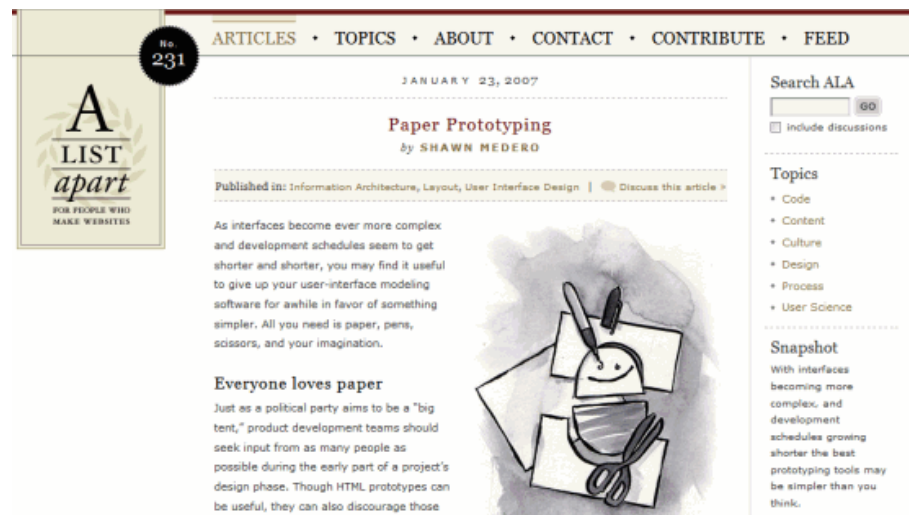 No.
231
ARTICLES • TOPICS • ABOUT • CONTACT • CONTRIBUTE • FEED
A
LIST
apart
FOR PEOPLE WHO
MAKE WEBSITES
JANUARY 23, 2007
Paper Prototyping
by SHAWN MEDERO
Published in: Information Architecture, Layout, User Interface Design | Discuss this article »
As interfaces become ever more complex
and development schedules seem to get
shorter and shorter, you may find it useful
to give up your user-interface modeling
software for awhile in favor of something
simpler. All you need is paper, pens,
scissors, and your imagination.
Everyone loves paper
Just as a political party aims to be a "big
tent," product development teams should
seek input from as many people as
possible during the early part of a project's
design phase. Though HTML prototypes can
be useful, they can also discourage those
Search ALA
GO
include discussions
Topics
• Code
• Content
• Culture
• Design
• Process
• User Science
Snapshot
With interfaces
becoming more
complex, and
development
schedules growing
shorter the best
prototyping tools may
be simpler than you
think.